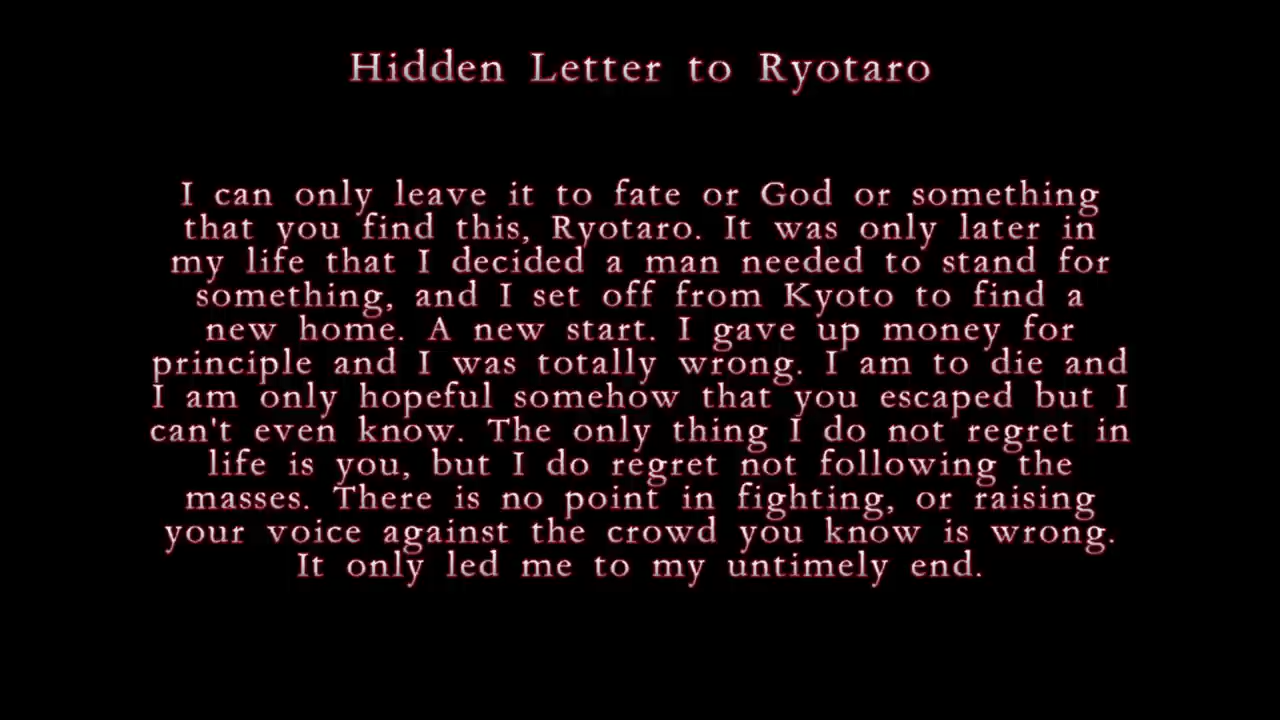 Hidden Letter to Ryotaro
I can only leave it to fate or God or something
that you find this, Ryotaro. It was only later in
my life that I decided a man needed to stand for
something, and I set off from Kyoto to find a
new home. A new start. I gave up money for
principle and I was totally wrong. I am to die and
I am only hopeful somehow that you escaped but I
can't even know. The only thing I do not regret in
life is you, but I do regret not following the
masses. There is no point in fighting, or raising
your voice against the crowd you know is wrong.
It only led me to my untimely end.